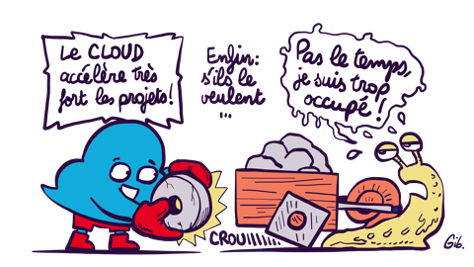 Le CLOUD
accélère très
fort les projets!
Enfin:
s'ils le
veulent
...
Pas le temps,
je suis trop
occupé!
CROUIIIIII
Gib.